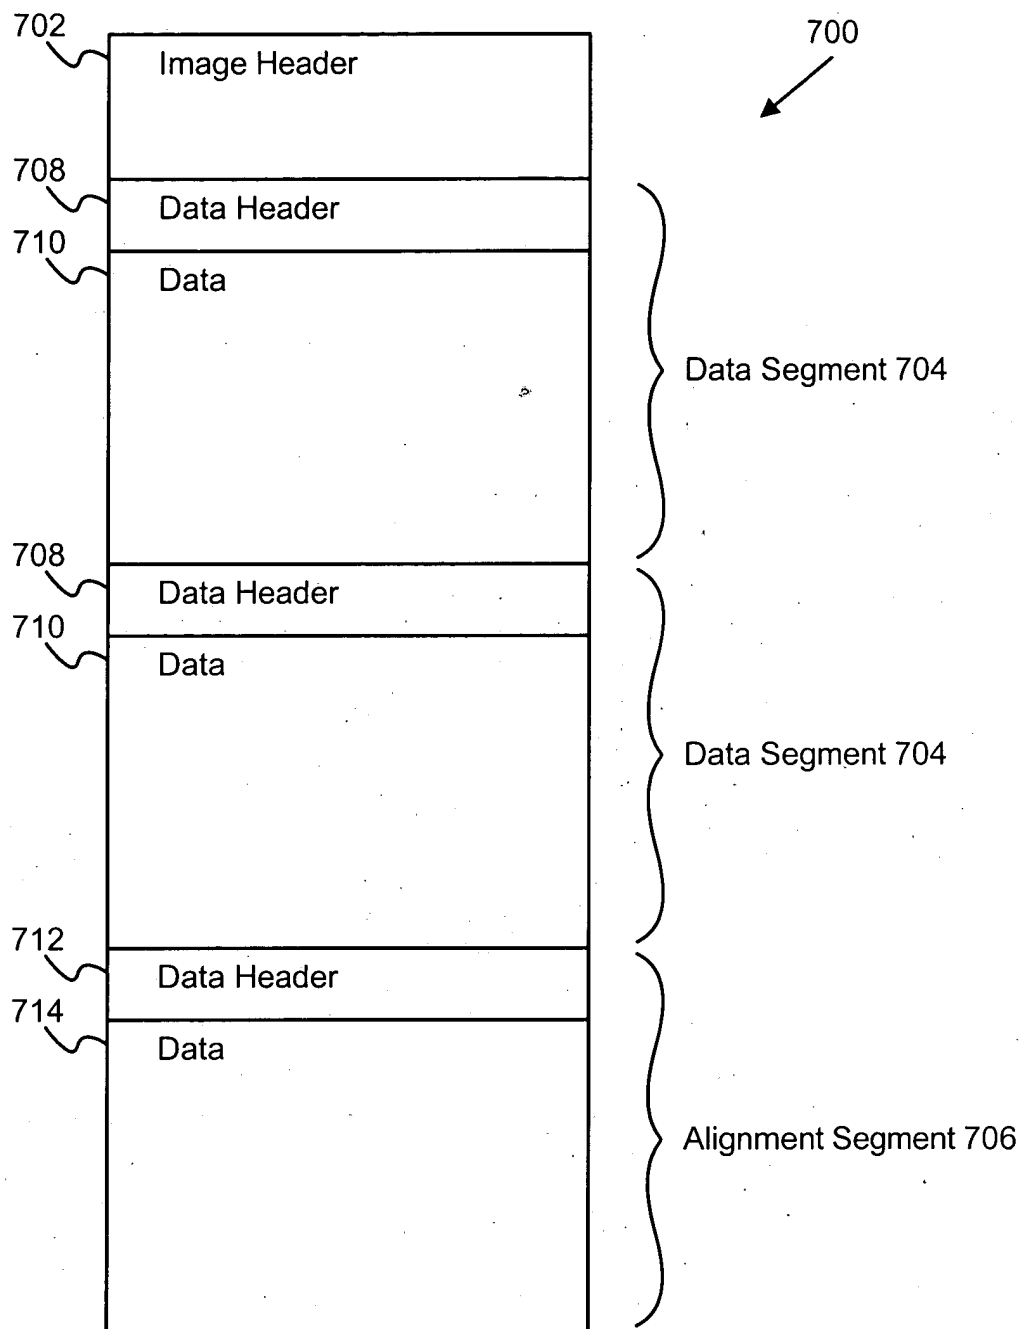 702
700
Image Header
708
Data Header
710
Data
Data Segment 704
708
Data Header
710
Data
Data Segment 704
712
Data Header
714
Data
Alignment Segment 706